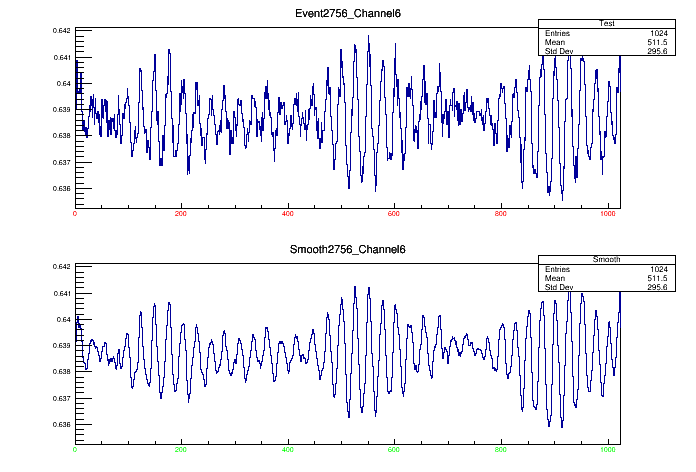 Event2756_Channel6
Test
Entries 1024
Mean 511.5
Std Dev 295.6
0.642
0.641
0.64
0.639
0.638
0.637
0.636
0 200 400 600 800 1000
Smooth2756_Channel6
Smooth
Entries 1024
Mean 511.5
Std Dev 295.6
0.642
0.641
0.64
0.639
0.638
0.637
0.636
0 200 400 600 800 1000